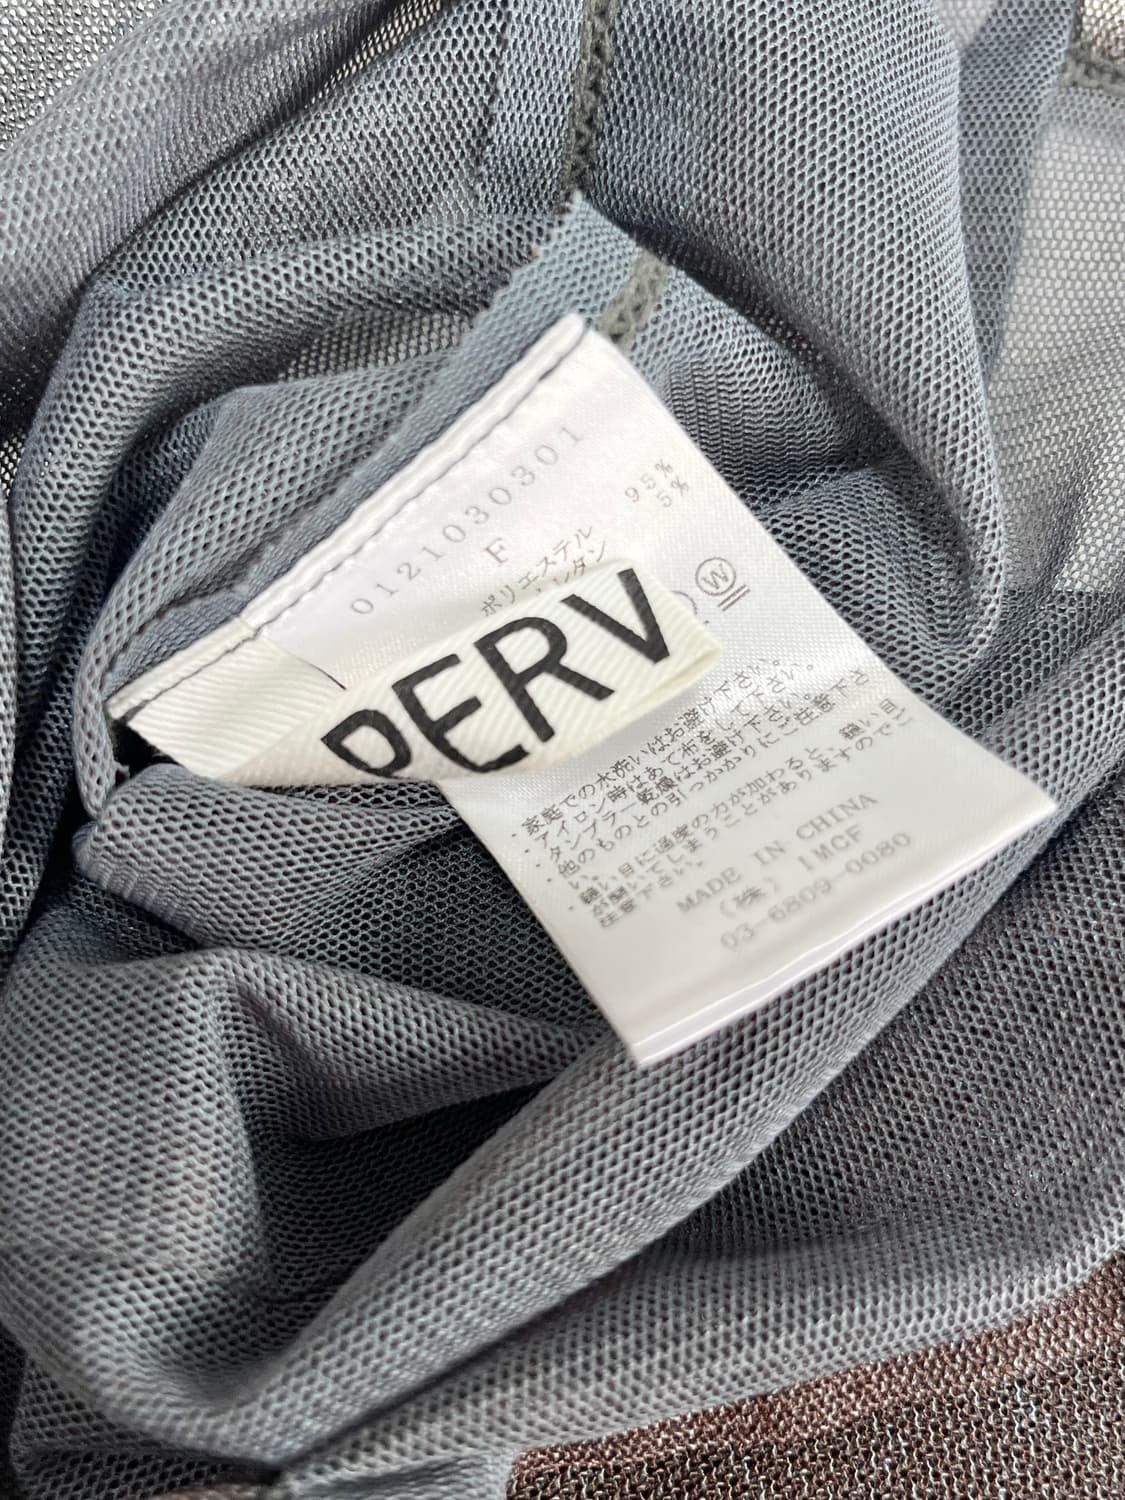 012103030​1
F
ポリエステル 95%
レタン 5%
PERV
W
・家庭での水洗いはお避け下さい。
・アイロン時はあて布をして下さい。
・タンブラー乾燥はお避け下さい。
・他のものとの引っかかりにご注意下さ
い。
・縫い目に過度の力が加わると、縫い目
が開いてしまうことがありますのでご
注意下さい。
MADE IN CHINA
(株) IMCF
03-6809-0080